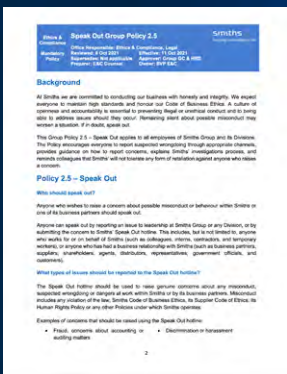 Ethics &
Compliance
Mandatory
Policy
Speak Out Group Policy 2.5
Office Responsible: Ethics & Compliance, Legal
Reviewed: 9 Oct 2021 Effective: 11 Oct 2021
Supersedes: Not applicable Approver: Group GC & HRD
Preparer: E&C Counsel Owner: SVP E&C
smiths
Background
At Smiths we are committed to conducting our business with honesty and integrity. We expect
everyone to maintain high standards and honour our Code of Business Ethics. A culture of
openness and accountability is essential to preventing illegal or unethical conduct and to being
able to address issues should they occur. Remaining silent about possible misconduct may
worsen a situation. If in doubt, speak out.
This Group Policy 2.5 – Speak Out applies to all employees of Smiths Group and its Divisions.
The Policy encourages everyone to report suspected wrongdoing through appropriate channels,
provides guidance on how to report concerns, explains Smiths' investigations process, and
reminds colleagues that Smiths' will not tolerate any form of retaliation against anyone who raises
a concern.
Policy 2.5 – Speak Out
Who should speak out?
Anyone who wishes to raise a concern about possible misconduct or behaviour within Smiths or
one of its business partners should speak out.
Anyone can speak out by reporting an issue to leadership at Smiths Group or any Division, or by
submitting the concern to Smiths' Speak Out hotline. This includes, but is not limited to, anyone
who works for or on behalf of Smiths (such as colleagues, interns, contractors, and temporary
workers), or anyone who has had a business relationship with Smiths (such as business partners,
suppliers, shareholders, agents, distributors, representatives, government officials, and
customers).
What types of issues should be reported to the Speak Out hotline?
The Speak Out hotline should be used to raise genuine concerns about any misconduct,
suspected wrongdoing or dangers at work within Smiths or by its business partners. Misconduct
includes any violation of the law, Smiths Code of Business Ethics, its Supplier Code of Ethics, its
Human Rights Policy or any other Policies under which Smiths operates.
Examples of concerns that should be raised using the Speak Out hotline:
• Fraud, concerns about accounting or auditing matters
• Discrimination or harassment
2